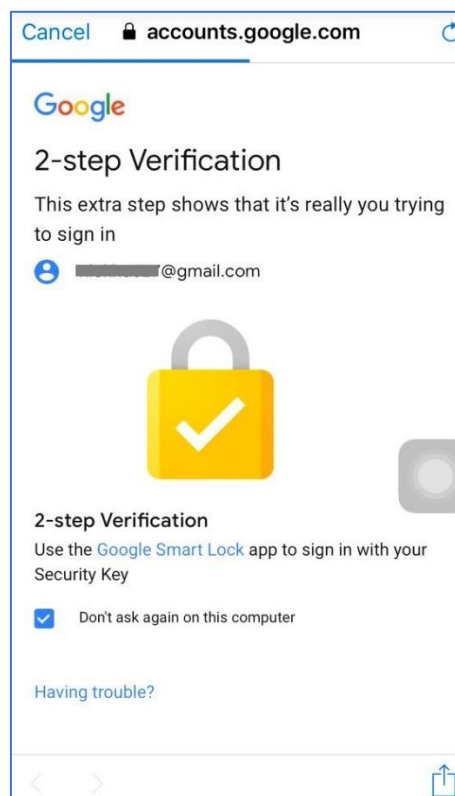 Cancel accounts.google.com
Google
2-step Verification
This extra step shows that it's really you trying
to sign in
@gmail.com
2-step Verification
Use the Google Smart Lock app to sign in with your
Security Key
Don't ask again on this computer
Having trouble?